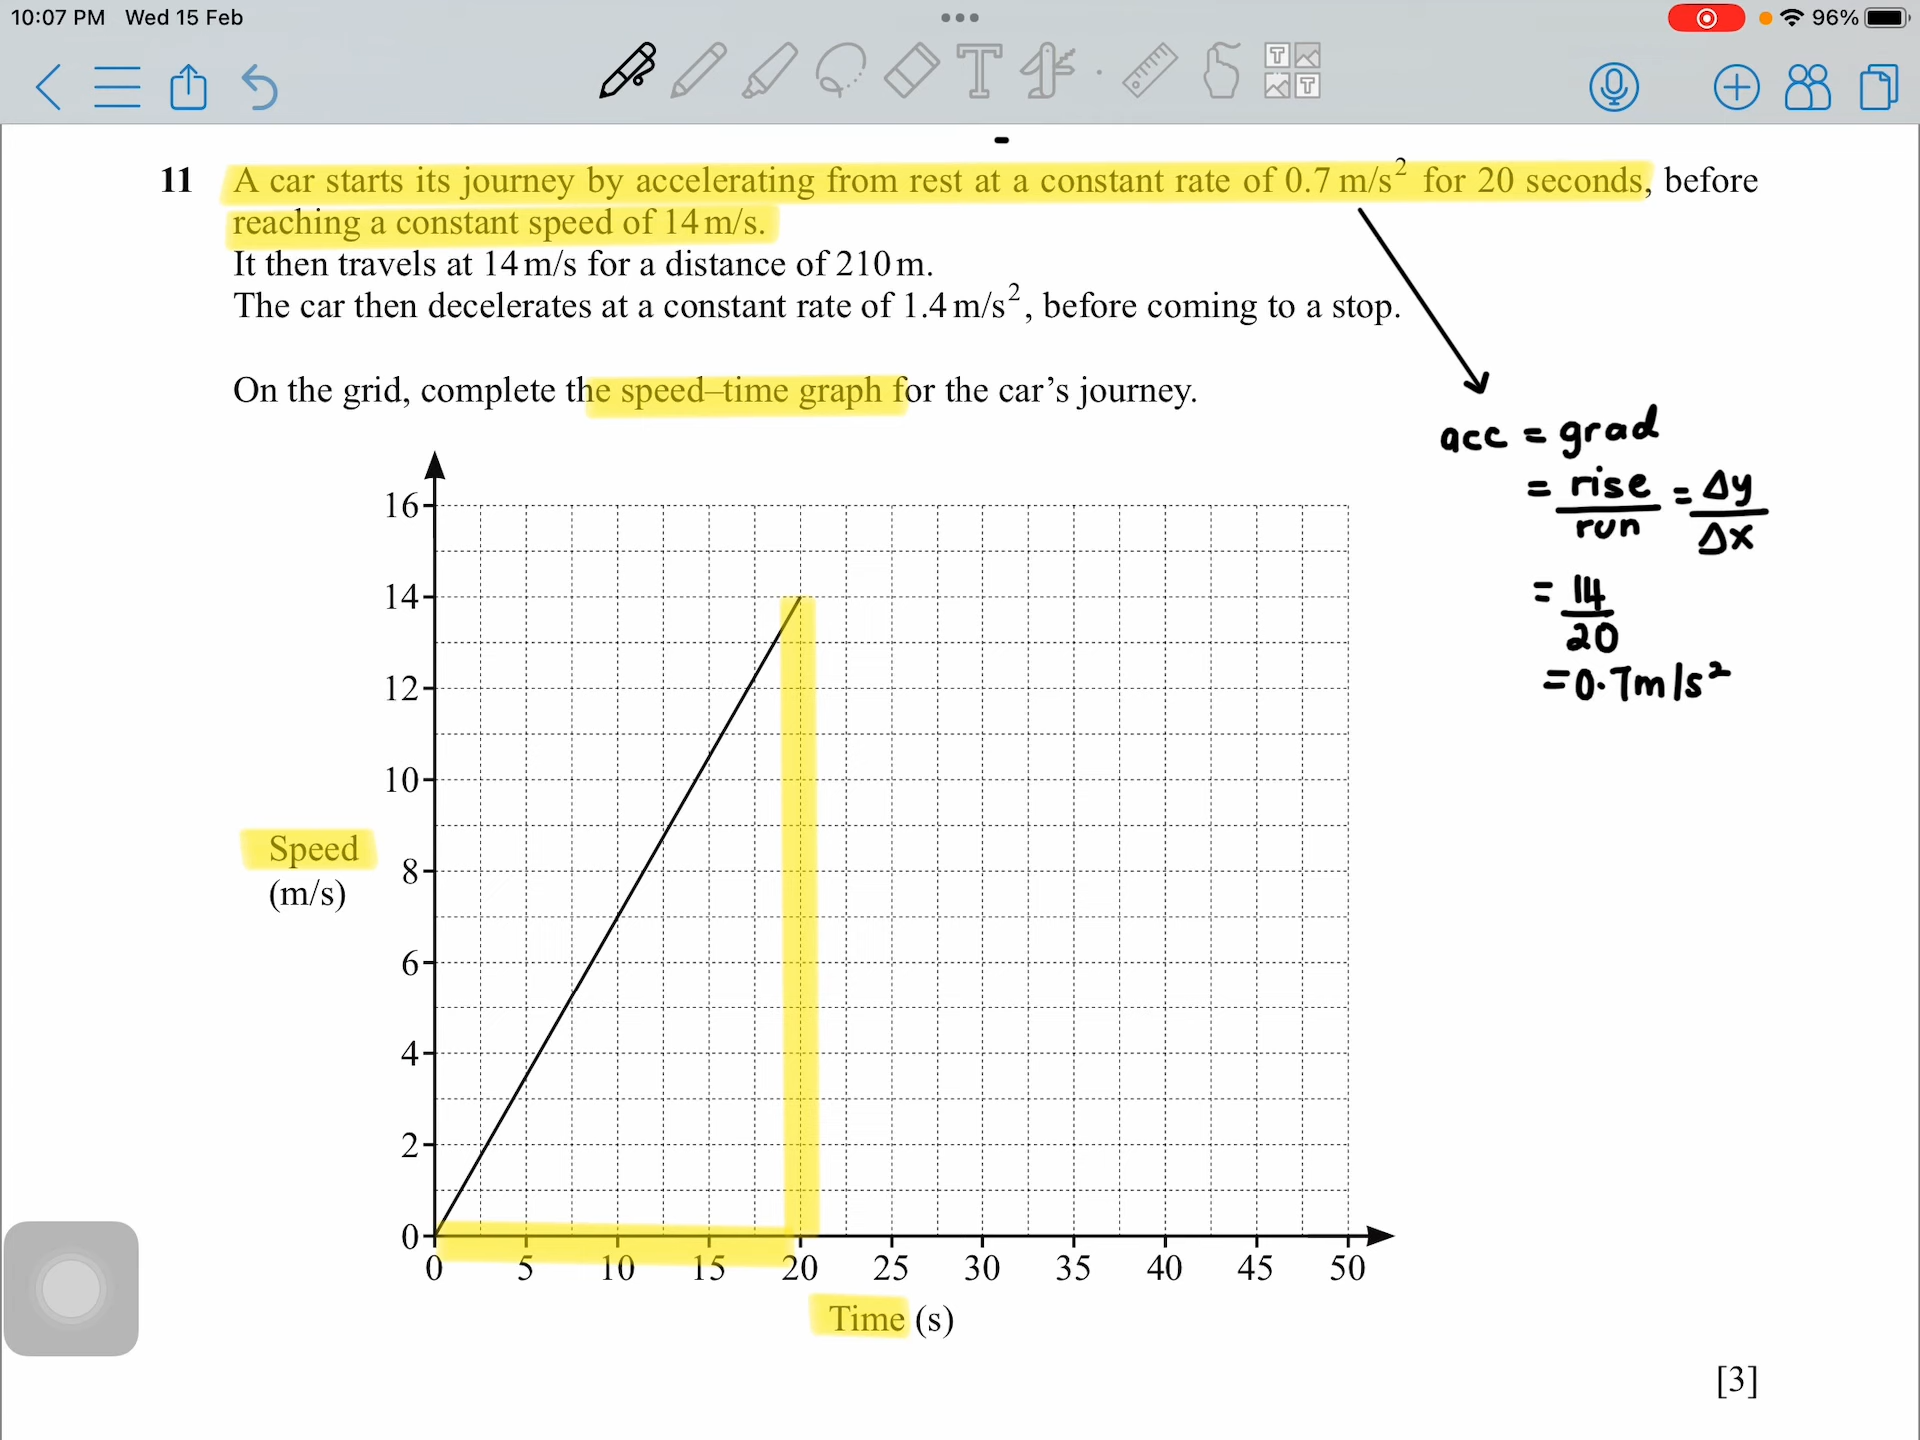 10:07 PM Wed 15 Feb
96%
11 A car starts its journey by accelerating from rest at a constant rate of 0.7 m/s² for 20 seconds, before
reaching a constant speed of 14 m/s.
It then travels at 14 m/s for a distance of 210 m.
The car then decelerates at a constant rate of 1.4 m/s², before coming to a stop.
On the grid, complete the speed–time graph for the car's journey.
acc = grad
= rise/run = Δy/Δx
= 14/20
= 0.7 m/s²
16
14
12
10
8
6
4
2
0
Speed
(m/s)
0 5 10 15 20 25 30 35 40 45 50
Time (s)
[3]